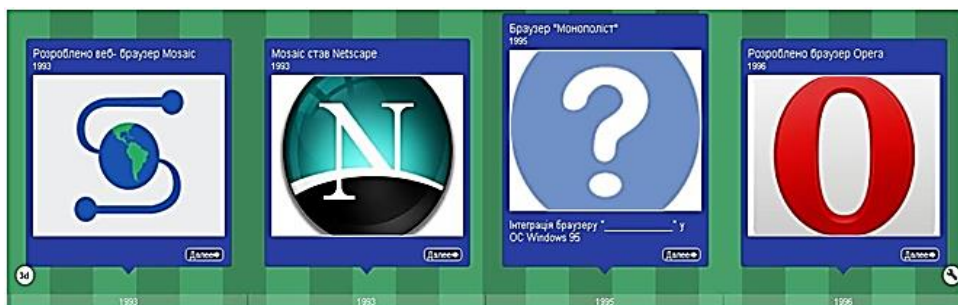 Розроблено веб- браузер Mosaic
1993
Далее
Mosaic став Netscape
1993
N
Далее
Браузер "Монополіст"
1995
?
Інтеграція браузеру "____________" у
ОС Windows 95
Далее
Розроблено браузер Opera
1996
Далее
3d
1993
1993
1995
1996